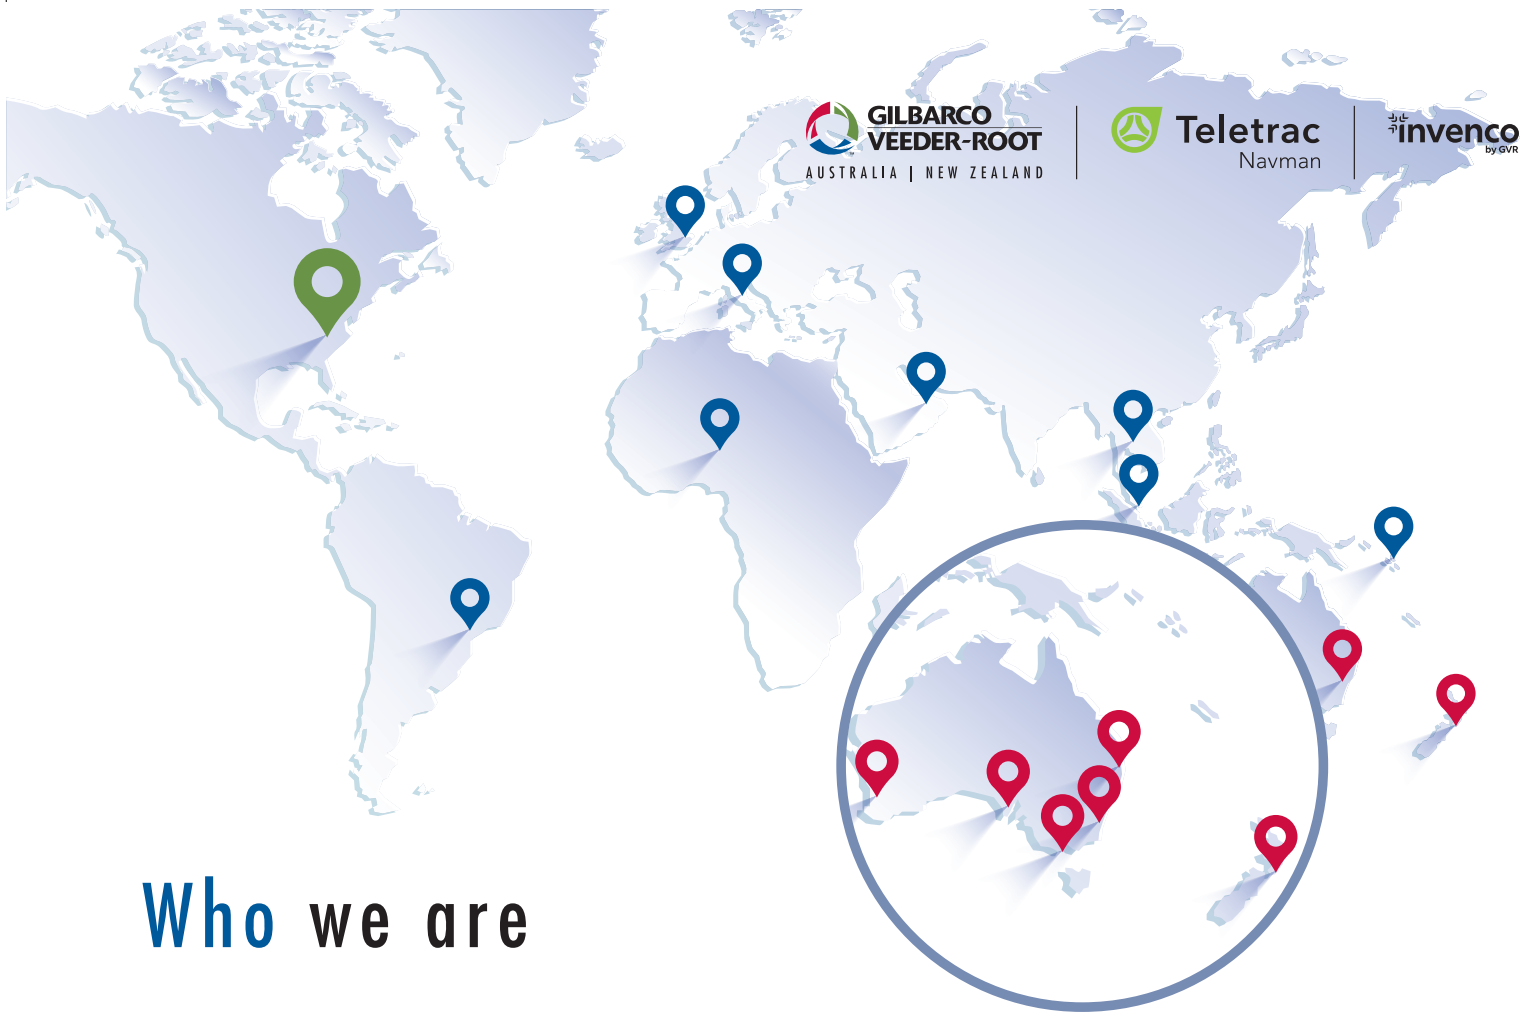 GILBARCO
VEEDER-ROOT
AUSTRALIA | NEW ZEALAND
Teletrac
Navman
invenco
by GVR
Who we are